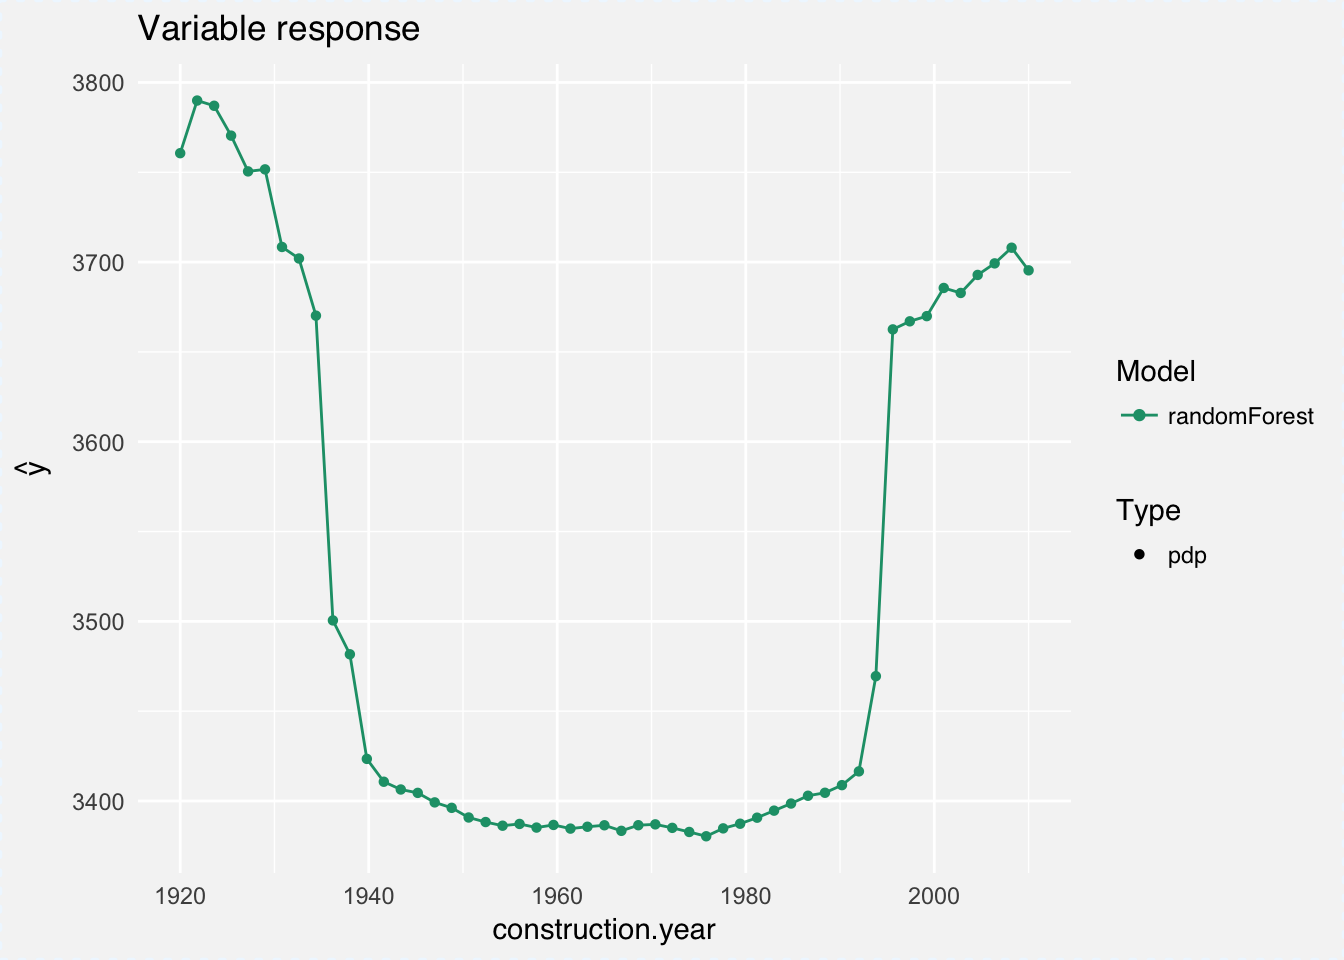 Variable response
3800
3700
3600
3500
3400
ŷ
1920 1940 1960 1980 2000
construction.year
Model
randomForest
Type
pdp